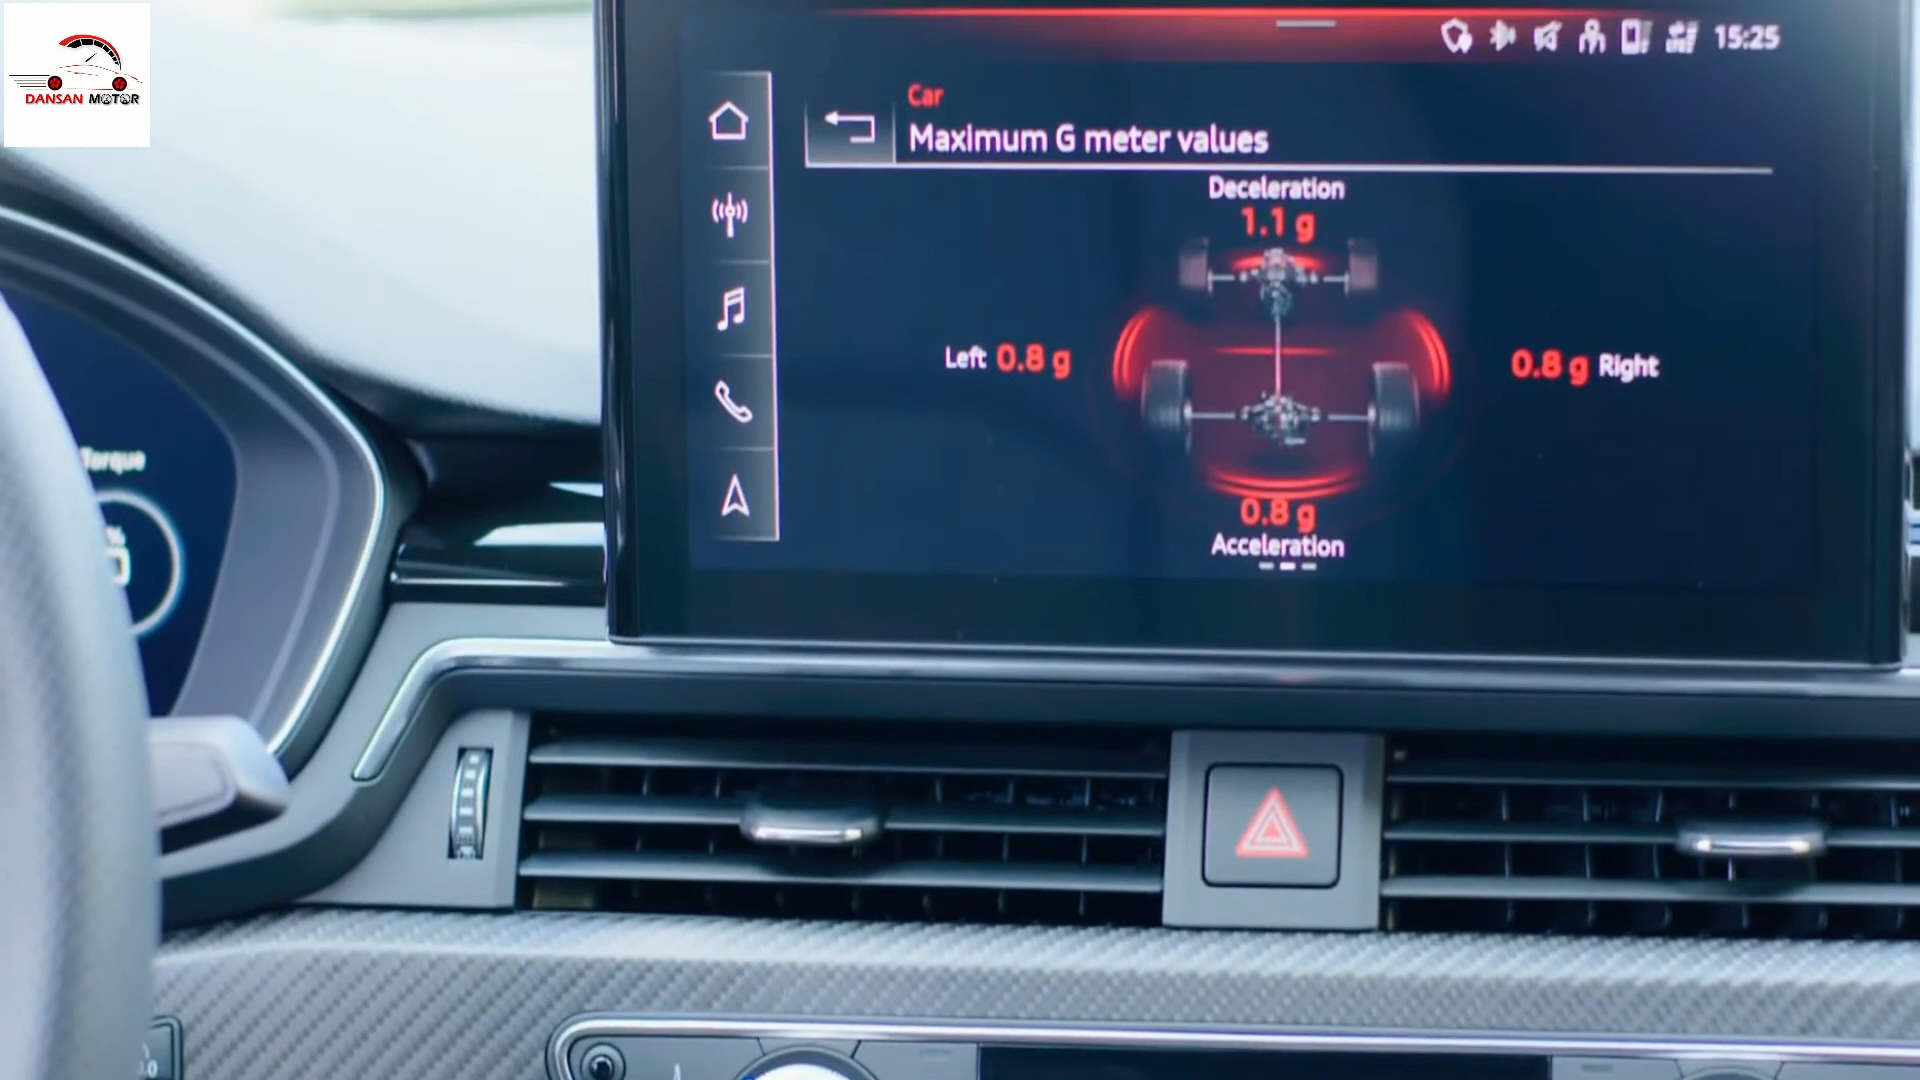 DANSAN MOTOR
15:25
Car
Maximum G meter values
Deceleration
1.1 g
Left 0.8 g
0.8 g Right
0.8 g
Acceleration
Torque
%